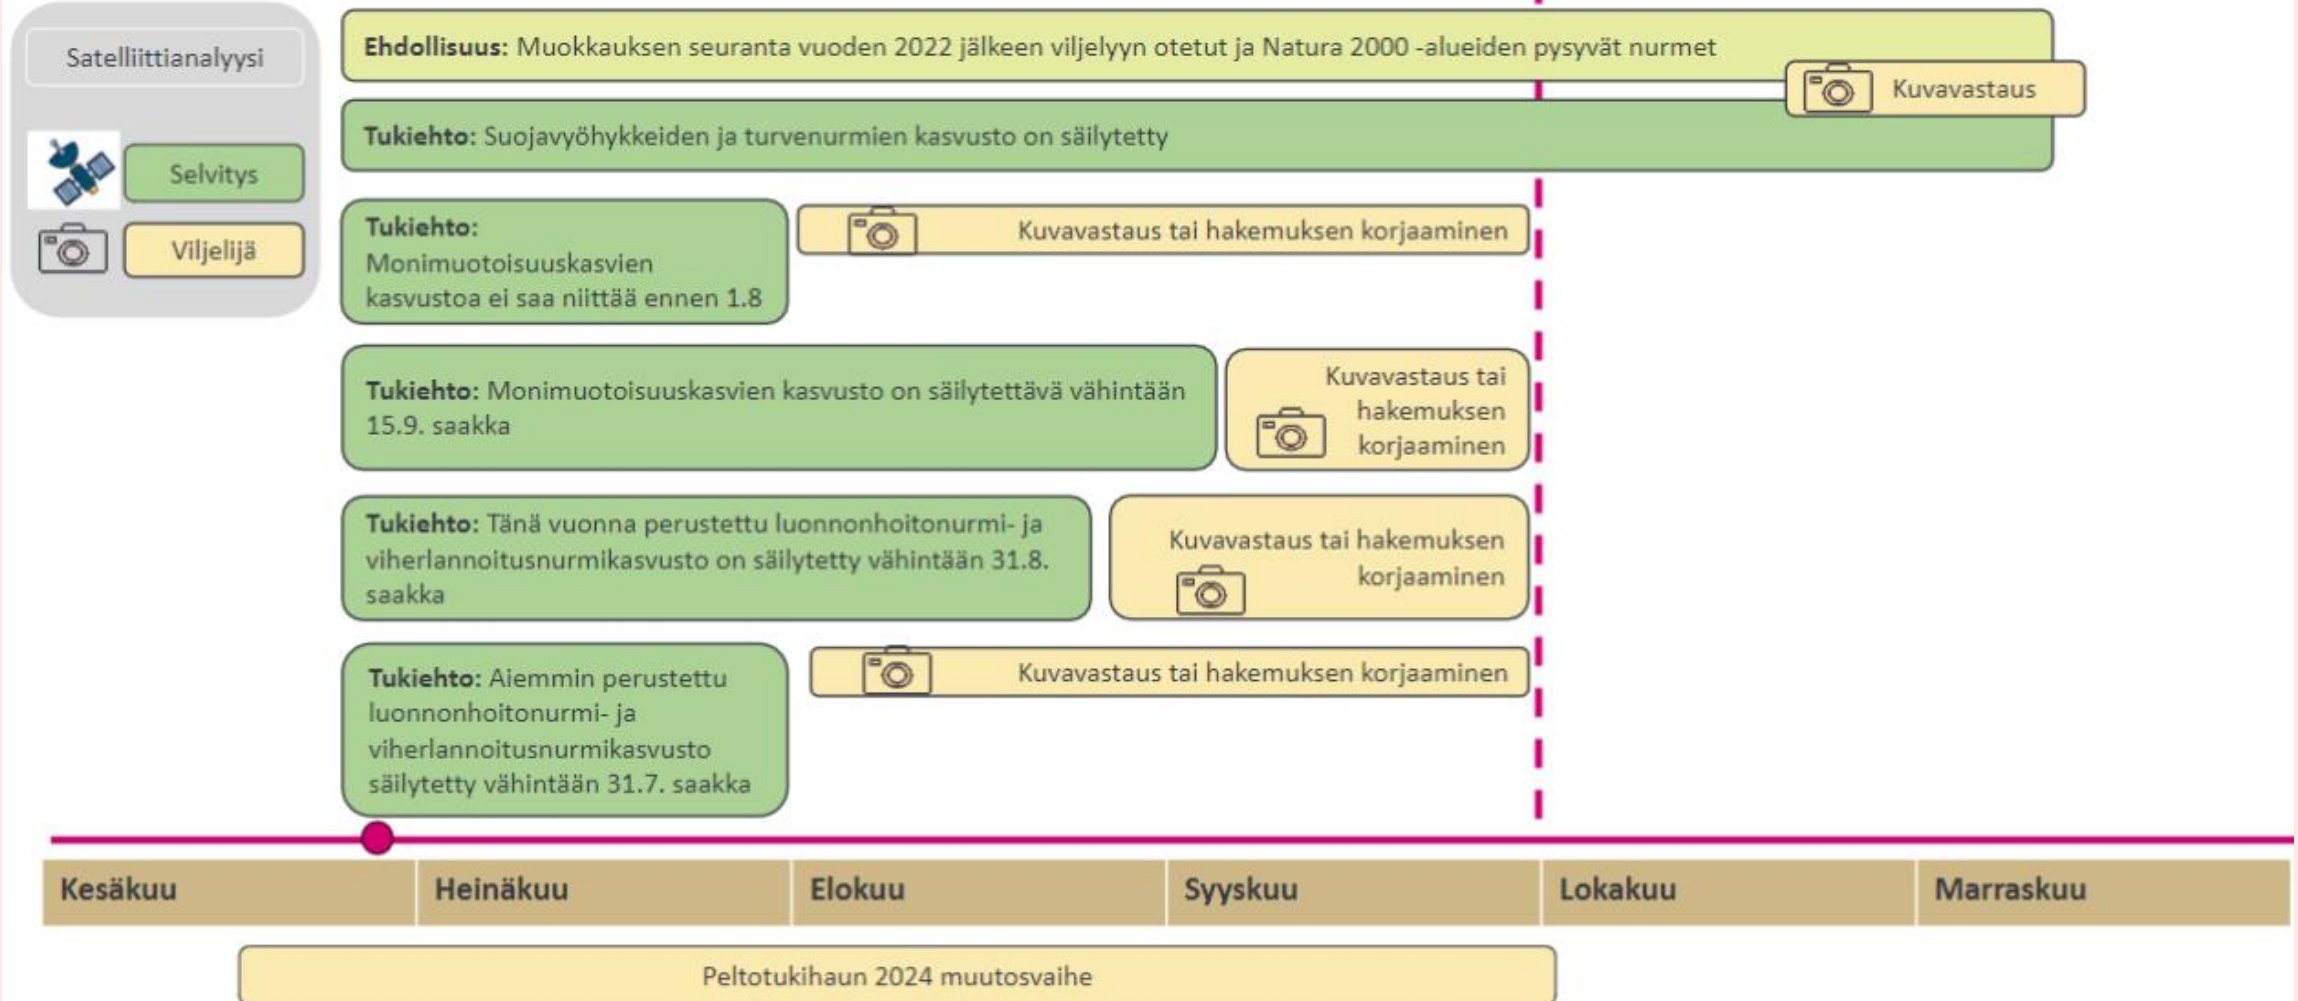 Satelliittianalyysi
Selvitys
Viljelijä
Ehdollisuus: Muokkauksen seuranta vuoden 2022 jälkeen viljelyyn otetut ja Natura 2000 -alueiden pysyvät nurmet
Kuvavastaus
Tukiehto: Suojavyöhykkeiden ja turvenurmien kasvusto on säilytetty
Tukiehto:
Monimuotoisuuskasvien
kasvustoa ei saa niittää ennen 1.8
Kuvavastaus tai hakemuksen korjaaminen
Tukiehto: Monimuotoisuuskasvien kasvusto on säilytettävä vähintään
15.9. saakka
Kuvavastaus tai
hakemuksen
korjaaminen
Tukiehto: Tänä vuonna perustettu luonnonhoitonurmi- ja
viherlannoitusnurmikasvusto on säilytetty vähintään 31.8.
saakka
Kuvavastaus tai hakemuksen
korjaaminen
Tukiehto: Aiemmin perustettu
luonnonhoitonurmi- ja
viherlannoitusnurmikasvusto
säilytetty vähintään 31.7. saakka
Kuvavastaus tai hakemuksen korjaaminen
Kesäkuu
Heinäkuu
Elokuu
Syyskuu
Lokakuu
Marraskuu
Peltotukihaun 2024 muutosvaihe